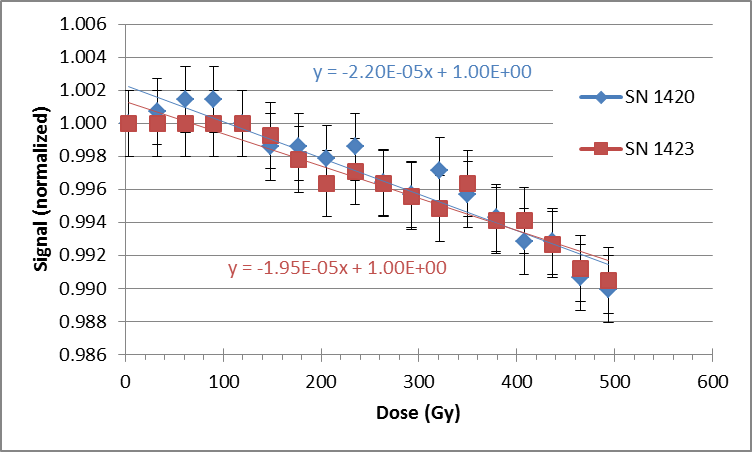 1.006
1.004
1.002
1.000
0.998
0.996
0.994
0.992
0.990
0.988
0.986
Signal (normalized)
y = -2.20E-05x + 1.00E+00
SN 1420
SN 1423
y = -1.95E-05x + 1.00E+00
0 100 200 300 400 500 600
Dose (Gy)